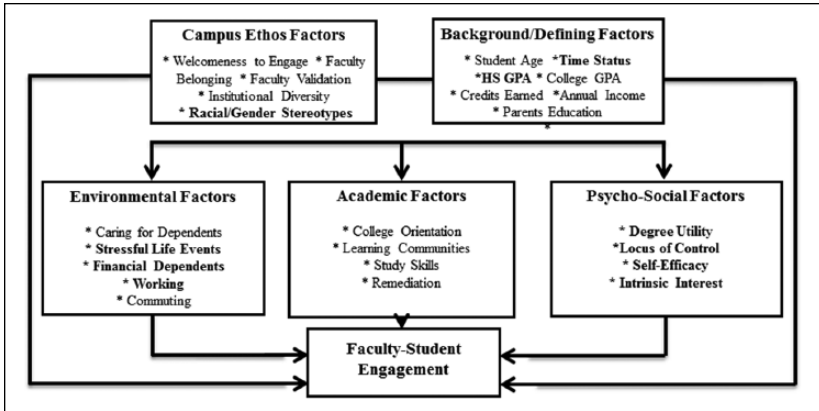 Campus Ethos Factors
* Welcomeness to Engage * Faculty
Belonging * Faculty Validation
* Institutional Diversity
* Racial/Gender Stereotypes
Background/Defining Factors
* Student Age *Time Status
*HS GPA * College GPA
* Credits Earned *Annual Income
* Parents Education
*
Environmental Factors
* Caring for Dependents
* Stressful Life Events
* Financial Dependents
* Working
* Commuting
Academic Factors
* College Orientation
* Learning Communities
* Study Skills
* Remediation
Psycho-Social Factors
* Degree Utility
*Locus of Control
* Self-Efficacy
* Intrinsic Interest
Faculty-Student
Engagement